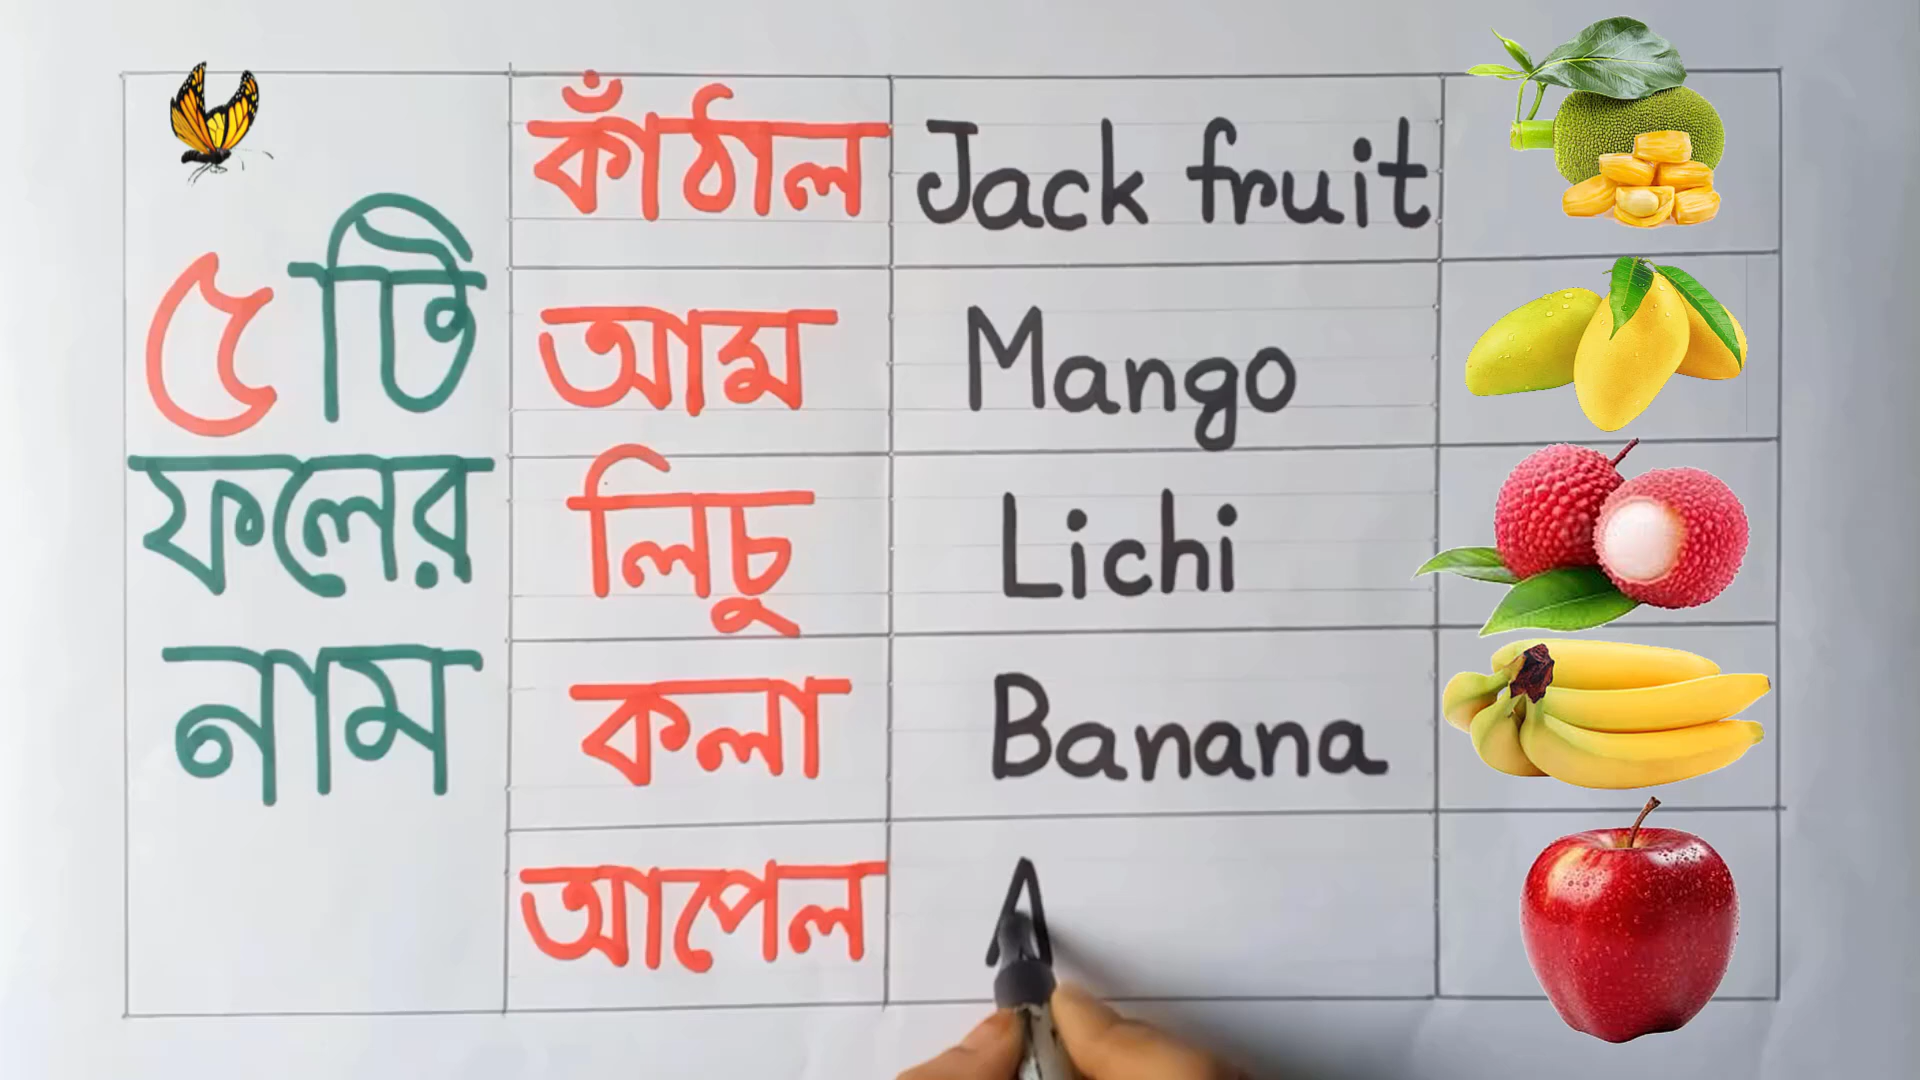 ৫টি
ফলের
নাম
কাঁঠাল Jack fruit
আম Mango
লিচু Lichi
কলা Banana
আপেল A